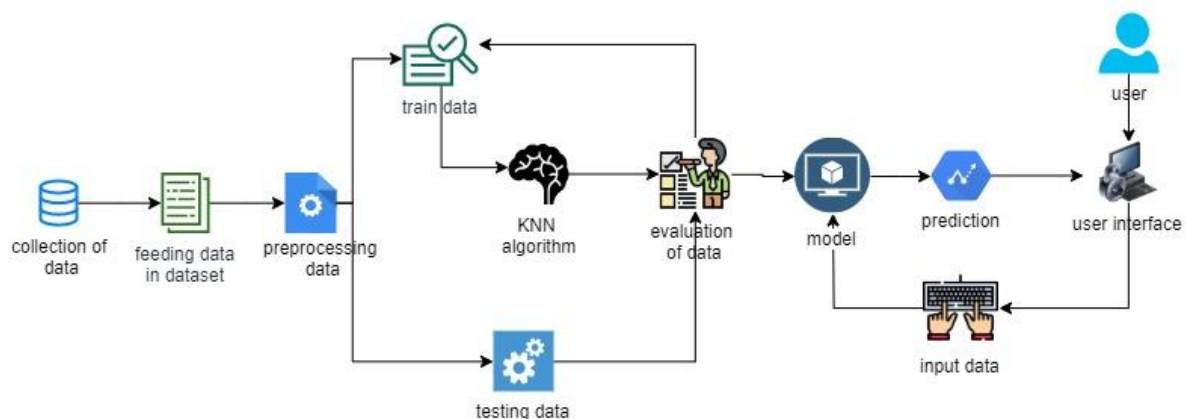 collection of
data
feeding data
in dataset
preprocessing
data
train data
KNN
algorithm
testing data
evaluation
of data
model
prediction
user
user interface
input data